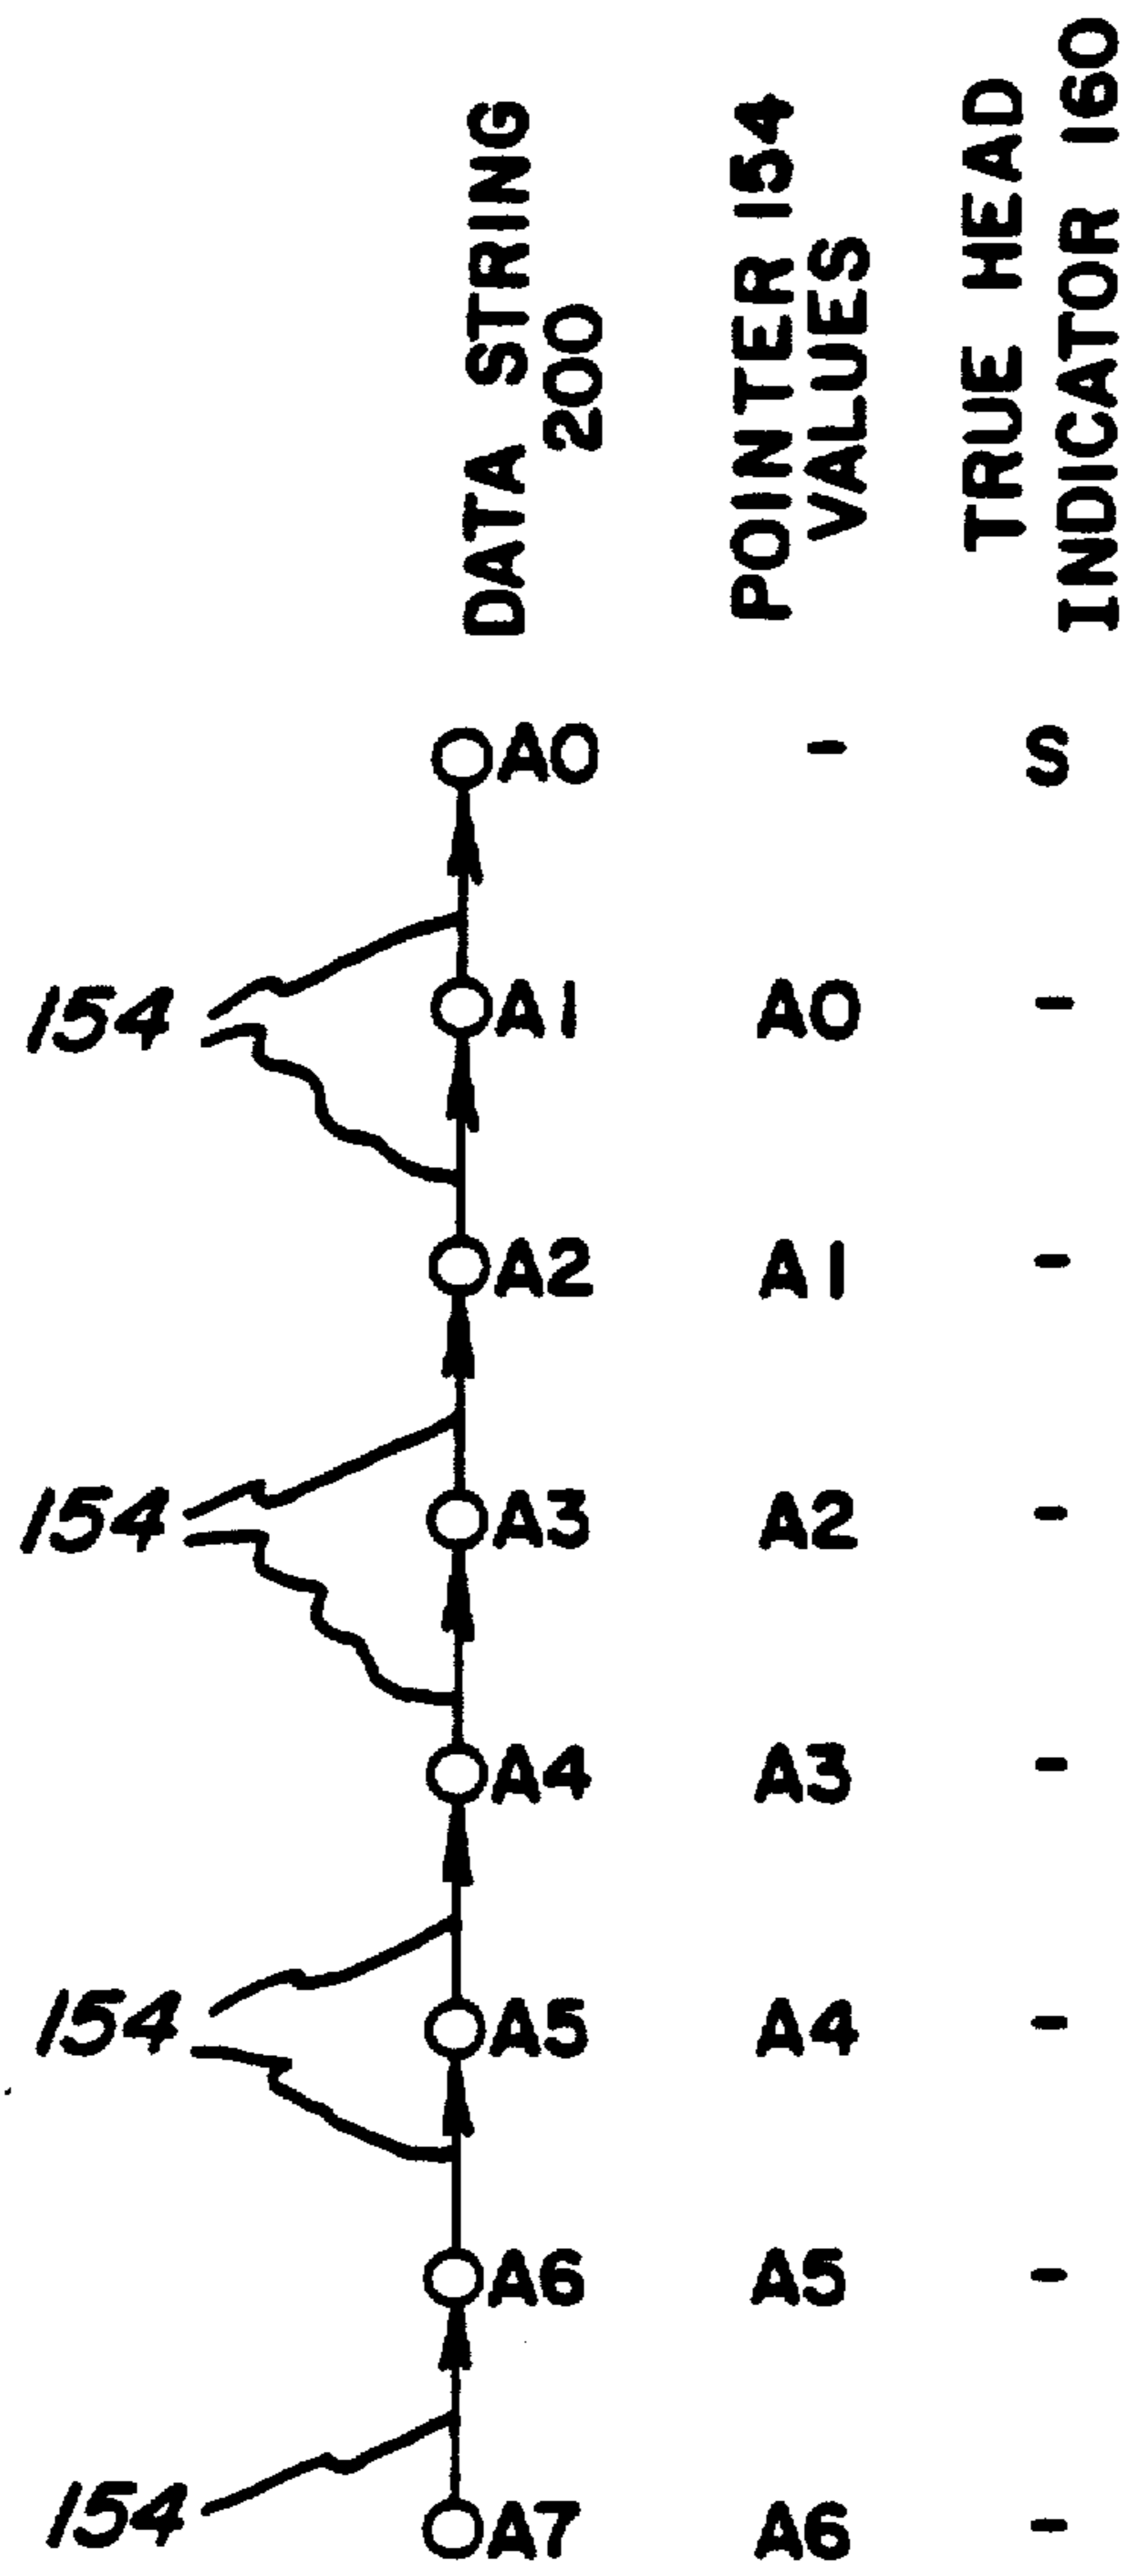 DATA STRING
200
POINTER 154
VALUES
TRUE HEAD
INDICATOR 160
A0 - S
154 A1 A0 -
A2 A1 -
154 A3 A2 -
A4 A3 -
154 A5 A4 -
A6 A5 -
154 A7 A6 -